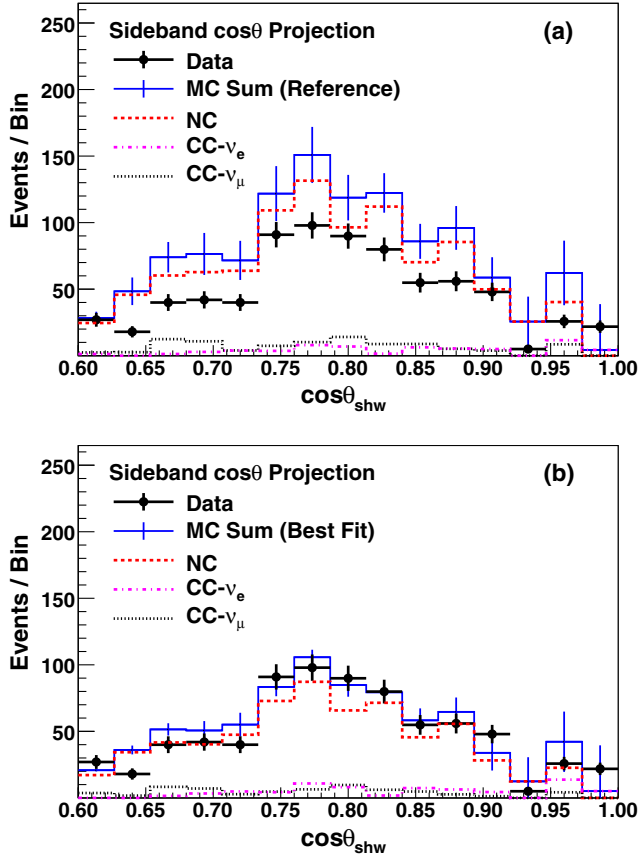 Sideband cosθ Projection
(a)
Data
MC Sum (Reference)
NC
CC-νe
CC-νμ
Events / Bin
250
200
150
100
50
0.60 0.65 0.70 0.75 0.80 0.85 0.90 0.95 1.00
cosθshw
Sideband cosθ Projection
(b)
Data
MC Sum (Best Fit)
NC
CC-νe
CC-νμ
Events / Bin
250
200
150
100
50
0.60 0.65 0.70 0.75 0.80 0.85 0.90 0.95 1.00
cosθshw